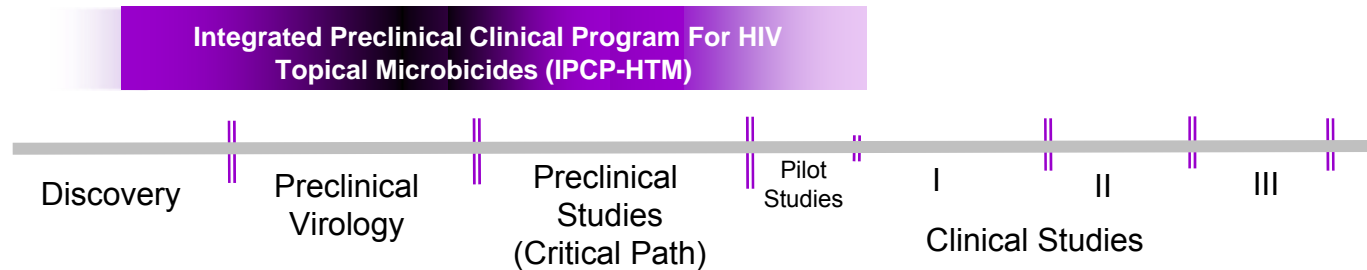 Integrated Preclinical Clinical Program For HIV
Topical Microbicides (IPCP-HTM)
Discovery
Preclinical
Virology
Preclinical
Studies
(Critical Path)
Pilot
Studies
I
II
III
Clinical Studies